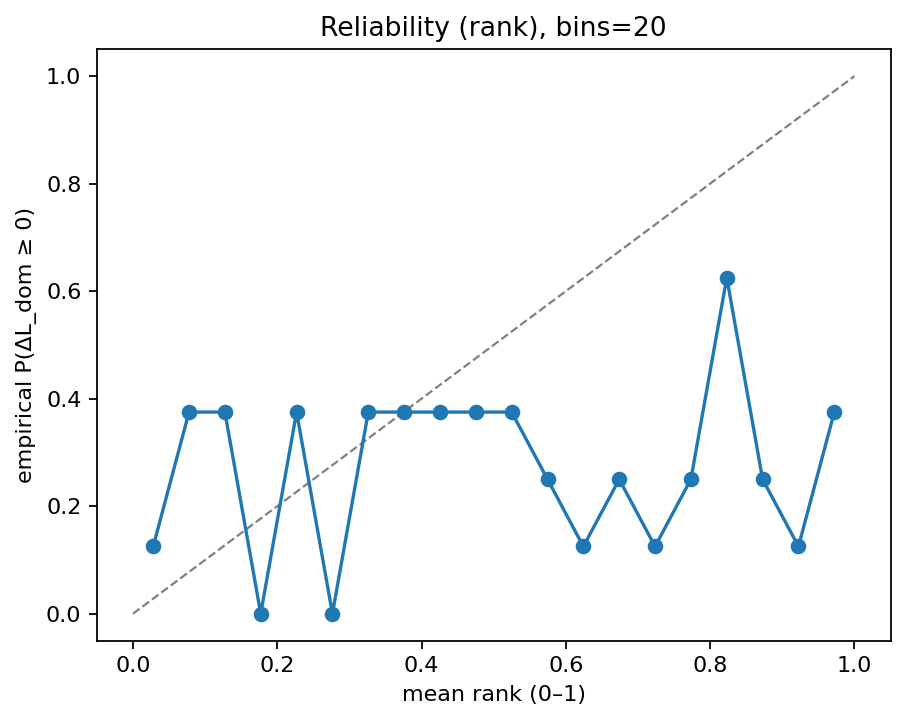 Reliability (rank), bins=20
empirical P(ΔL_dom ≥ 0)
1.0
0.8
0.6
0.4
0.2
0.0
0.0 0.2 0.4 0.6 0.8 1.0
mean rank (0–1)